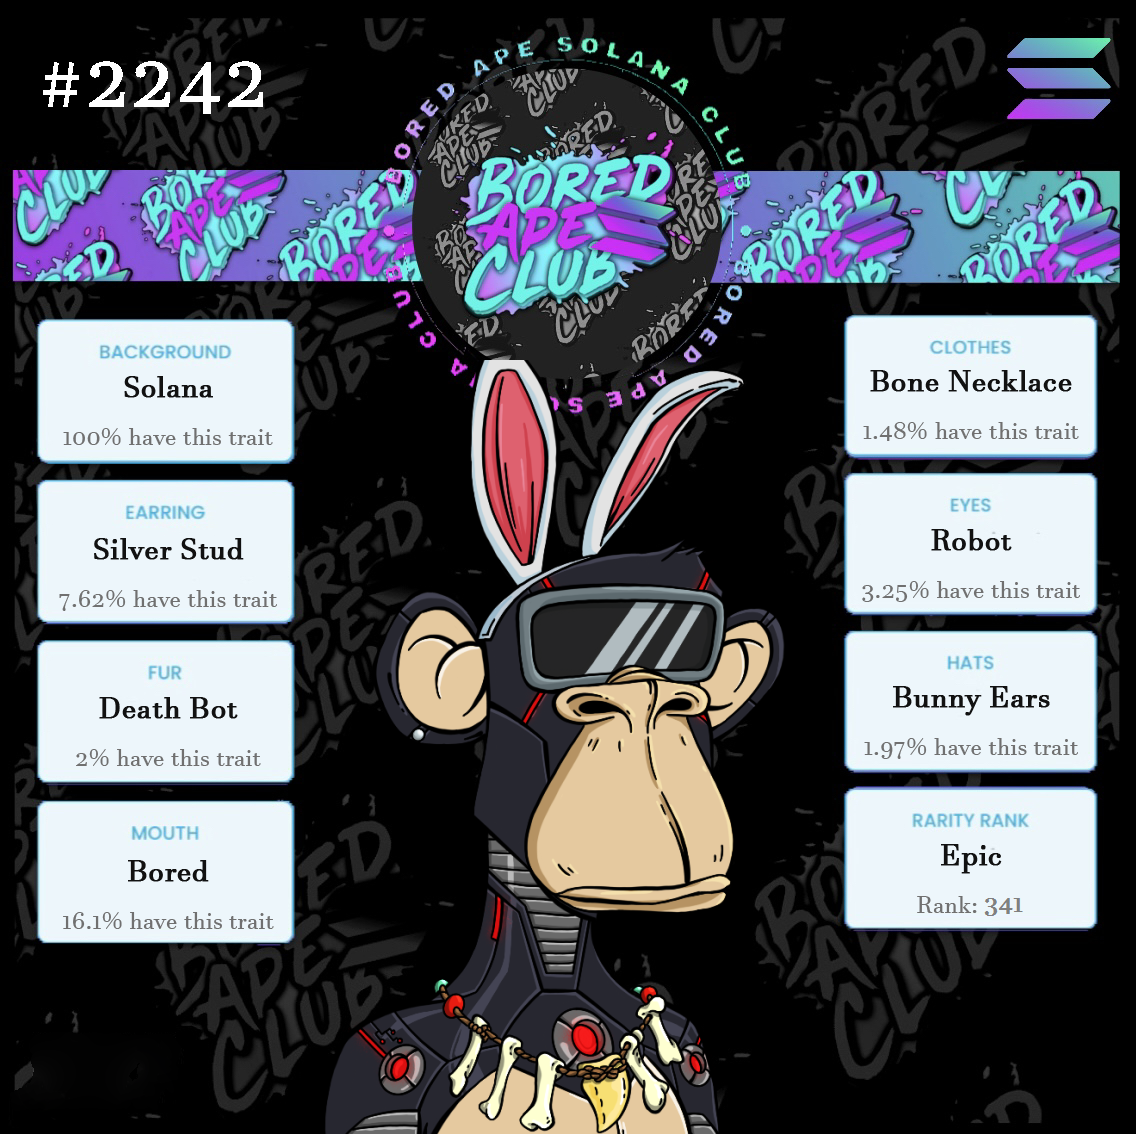 #2242
BORED APE SOLANA CLUB
BORED
APE
CLUB
BACKGROUND
Solana
100% have this trait
EARRING
Silver Stud
7.62% have this trait
FUR
Death Bot
2% have this trait
MOUTH
Bored
16.1% have this trait
CLOTHES
Bone Necklace
1.48% have this trait
EYES
Robot
3.25% have this trait
HATS
Bunny Ears
1.97% have this trait
RARITY RANK
Epic
Rank: 341